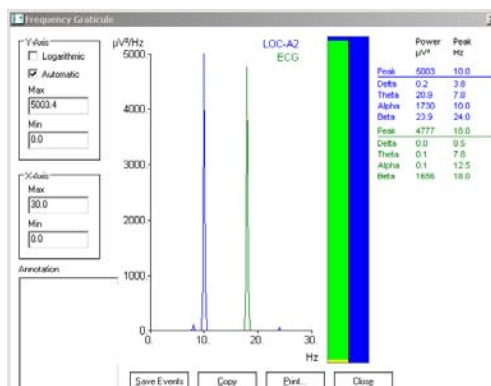 Frequency Graticule
Y-Axis
Logarithmic
Automatic
Max
5003.4
Min
0.0
X-Axis
Max
30.0
Min
0.0
Annotation
µV²/Hz
LOC-A2
ECG
5000.
4000.
3000.
2000.
1000.
0.
0. 10. 20. 30.
Hz
Power Peak
µV² Hz
Peak 5003 10.0
Delta 0.2 3.8
Theta 20.9 7.8
Alpha 1730 10.0
Beta 23.9 24.0
Peak 4777 18.0
Delta 0.0 0.5
Theta 0.1 7.8
Alpha 0.1 12.5
Beta 1656 18.0
Save Events Copy Print... Close